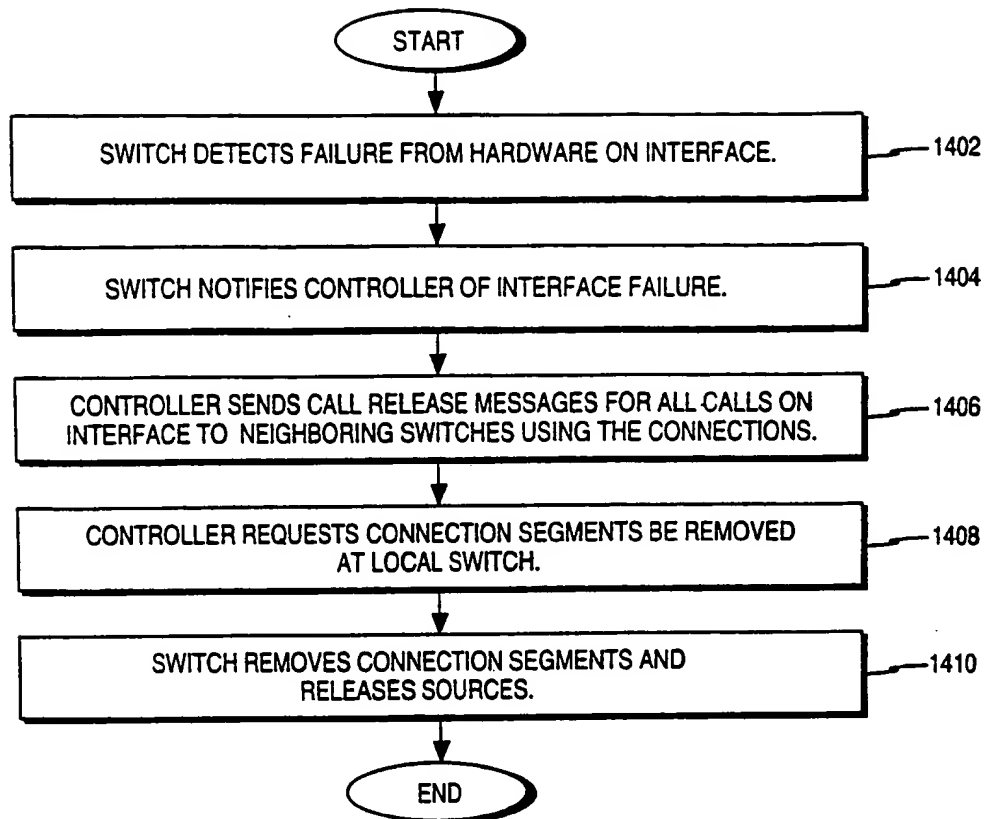 START
SWITCH DETECTS FAILURE FROM HARDWARE ON INTERFACE.
1402
SWITCH NOTIFIES CONTROLLER OF INTERFACE FAILURE.
1404
CONTROLLER SENDS CALL RELEASE MESSAGES FOR ALL CALLS ON
INTERFACE TO NEIGHBORING SWITCHES USING THE CONNECTIONS.
1406
CONTROLLER REQUESTS CONNECTION SEGMENTS BE REMOVED
AT LOCAL SWITCH.
1408
SWITCH REMOVES CONNECTION SEGMENTS AND
RELEASES SOURCES.
1410
END